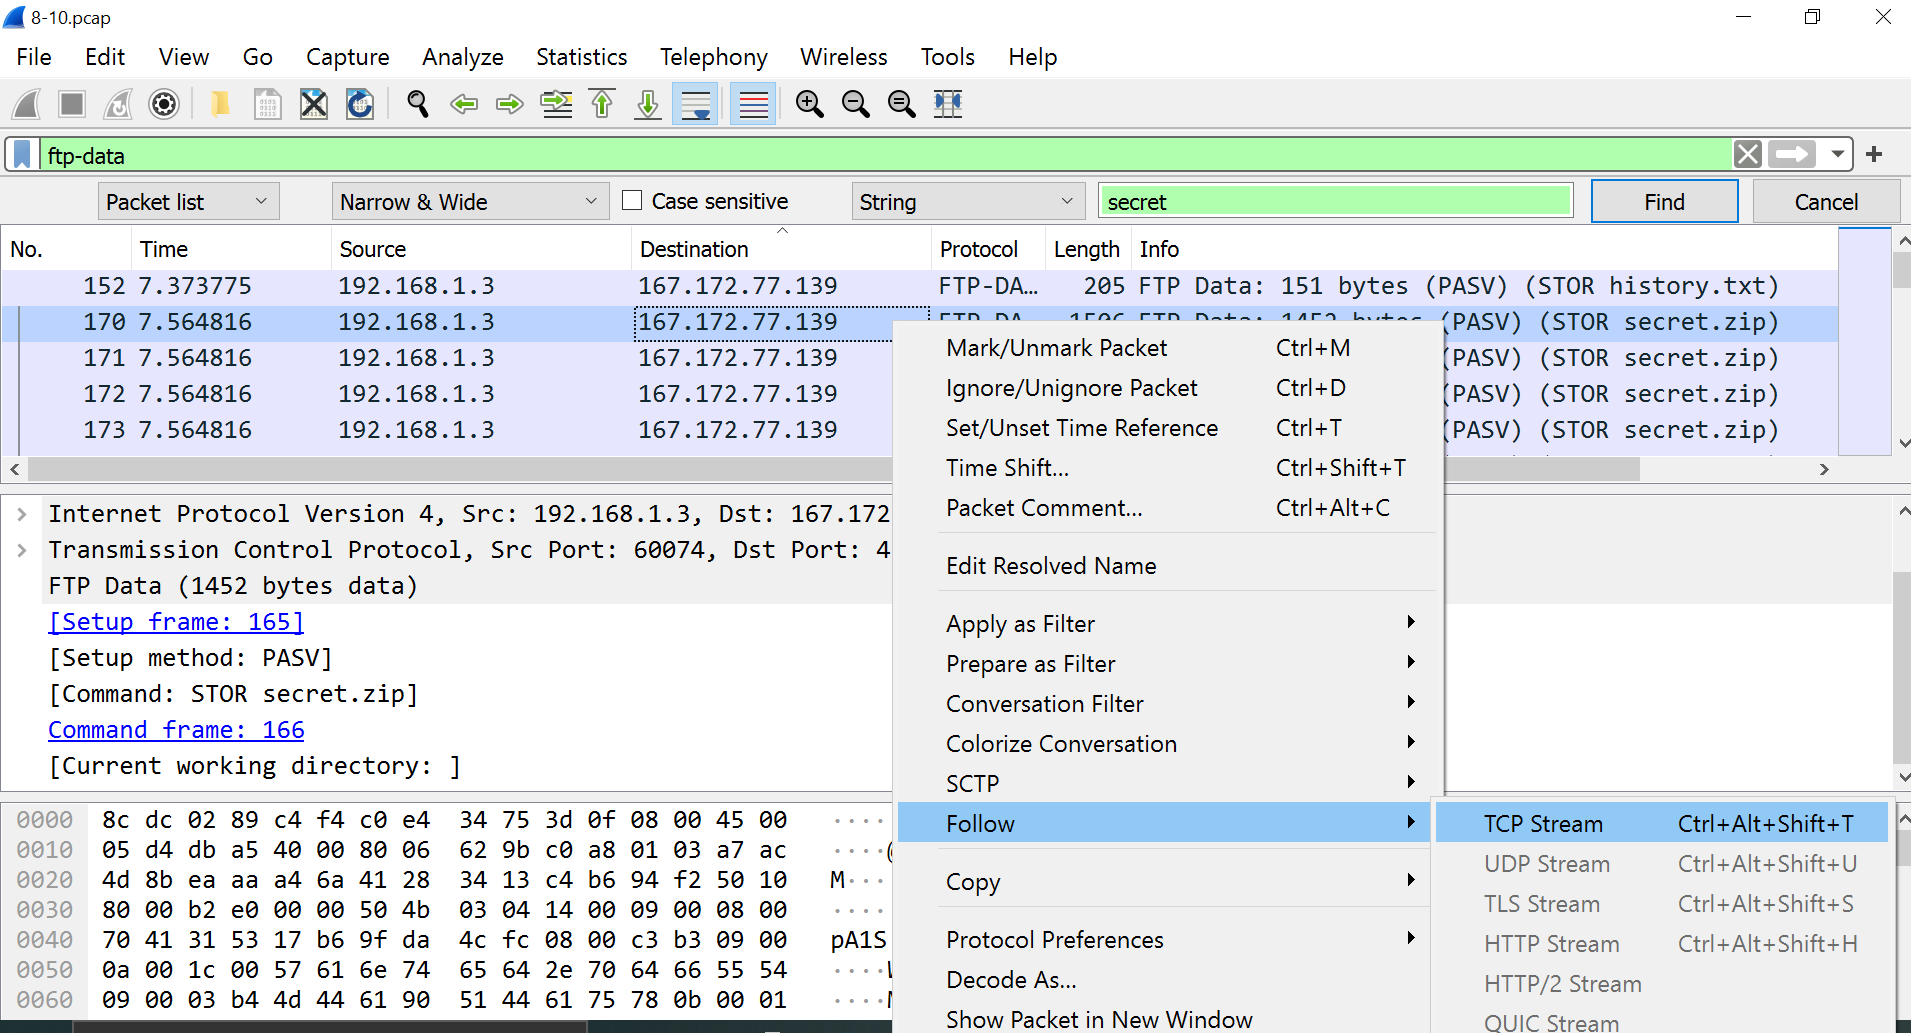 8-10.pcap
File Edit View Go Capture Analyze Statistics Telephony Wireless Tools Help
ftp-data
Packet list Narrow & Wide Case sensitive String secret Find Cancel
No. Time Source Destination Protocol Length Info
152 7.373775 192.168.1.3 167.172.77.139 FTP-DA… 205 FTP Data: 151 bytes (PASV) (STOR history.txt)
170 7.564816 192.168.1.3 167.172.77.139 FTP-DA… 1506 FTP Data: 1452 bytes (PASV) (STOR secret.zip)
171 7.564816 192.168.1.3 167.172.77.139 (PASV) (STOR secret.zip)
172 7.564816 192.168.1.3 167.172.77.139 (PASV) (STOR secret.zip)
173 7.564816 192.168.1.3 167.172.77.139 (PASV) (STOR secret.zip)
Internet Protocol Version 4, Src: 192.168.1.3, Dst: 167.172
Transmission Control Protocol, Src Port: 60074, Dst Port: 4
FTP Data (1452 bytes data)
[Setup frame: 165]
[Setup method: PASV]
[Command: STOR secret.zip]
Command frame: 166
[Current working directory: ]
0000 8c dc 02 89 c4 f4 c0 e4 34 75 3d 0f 08 00 45 00 ····
0010 05 d4 db a5 40 00 80 06 62 9b c0 a8 01 03 a7 ac ····@
0020 4d 8b ea aa a4 6a 41 28 34 13 c4 b6 94 f2 50 10 M···
0030 80 00 b2 e0 00 00 50 4b 03 04 14 00 09 00 08 00 ····
0040 70 41 31 53 17 b6 9f da 4c fc 08 00 c3 b3 09 00 pA1S
0050 0a 00 1c 00 57 61 6e 74 65 64 2e 70 64 66 55 54 ····W
0060 09 00 03 b4 4d 44 61 90 51 44 61 75 78 0b 00 01 ····M
Mark/Unmark Packet Ctrl+M
Ignore/Unignore Packet Ctrl+D
Set/Unset Time Reference Ctrl+T
Time Shift... Ctrl+Shift+T
Packet Comment... Ctrl+Alt+C
Edit Resolved Name
Apply as Filter
Prepare as Filter
Conversation Filter
Colorize Conversation
SCTP
Follow
Copy
Protocol Preferences
Decode As...
Show Packet in New Window
TCP Stream Ctrl+Alt+Shift+T
UDP Stream Ctrl+Alt+Shift+U
TLS Stream Ctrl+Alt+Shift+S
HTTP Stream Ctrl+Alt+Shift+H
HTTP/2 Stream
QUIC Stream